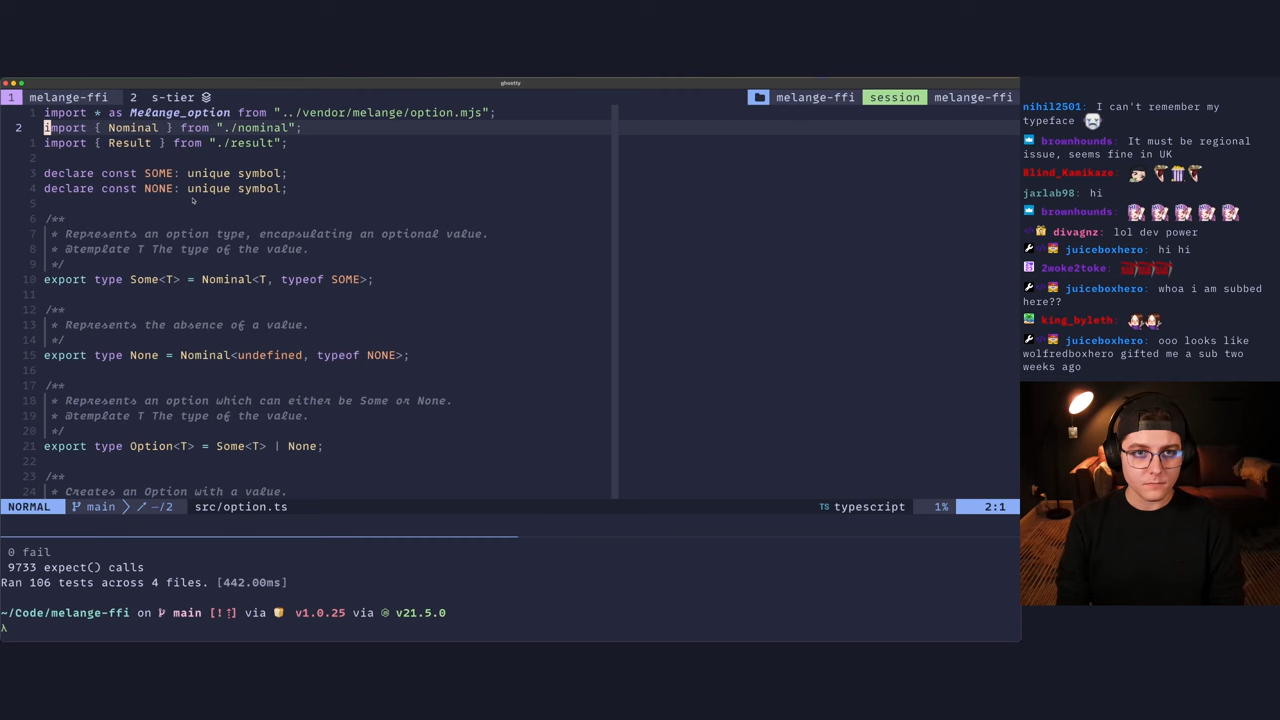 ghostty
1 melange-ffi 2 s-tier melange-ffi session melange-ffi
1 import * as Melange_option from "../vendor/melange/option.mjs";
2 import { Nominal } from "./nominal";
1 import { Result } from "./result";
2
3 declare const SOME: unique symbol;
4 declare const NONE: unique symbol;
5
6 /**
7 * Represents an option type, encapsulating an optional value.
8 * @template T The type of the value.
9 */
10 export type Some<T> = Nominal<T, typeof SOME>;
11
12 /**
13 * Represents the absence of a value.
14 */
15 export type None = Nominal<undefined, typeof NONE>;
16
17 /**
18 * Represents an option which can either be Some or None.
19 * @template T The type of the value.
20 */
21 export type Option<T> = Some<T> | None;
22
23 /**
24 * Creates an Option with a value.
NORMAL main -/2 src/option.ts TS typescript 1% 2:1
0 fail
9733 expect() calls
Ran 106 tests across 4 files. [442.00ms]
~/Code/melange-ffi on main [!⇡] via v1.0.25 via v21.5.0
λ
nihil2501: I can't remember my
typeface
brownhounds: It must be regional
issue, seems fine in UK
Blind_Kamikaze:
jarlab98: hi
brownhounds:
divagnz: lol dev power
juiceboxhero: hi hi
2woke2toke:
juiceboxhero: whoa i am subbed
here??
king_byleth:
juiceboxhero: ooo looks like
wolfredboxhero gifted me a sub two
weeks ago